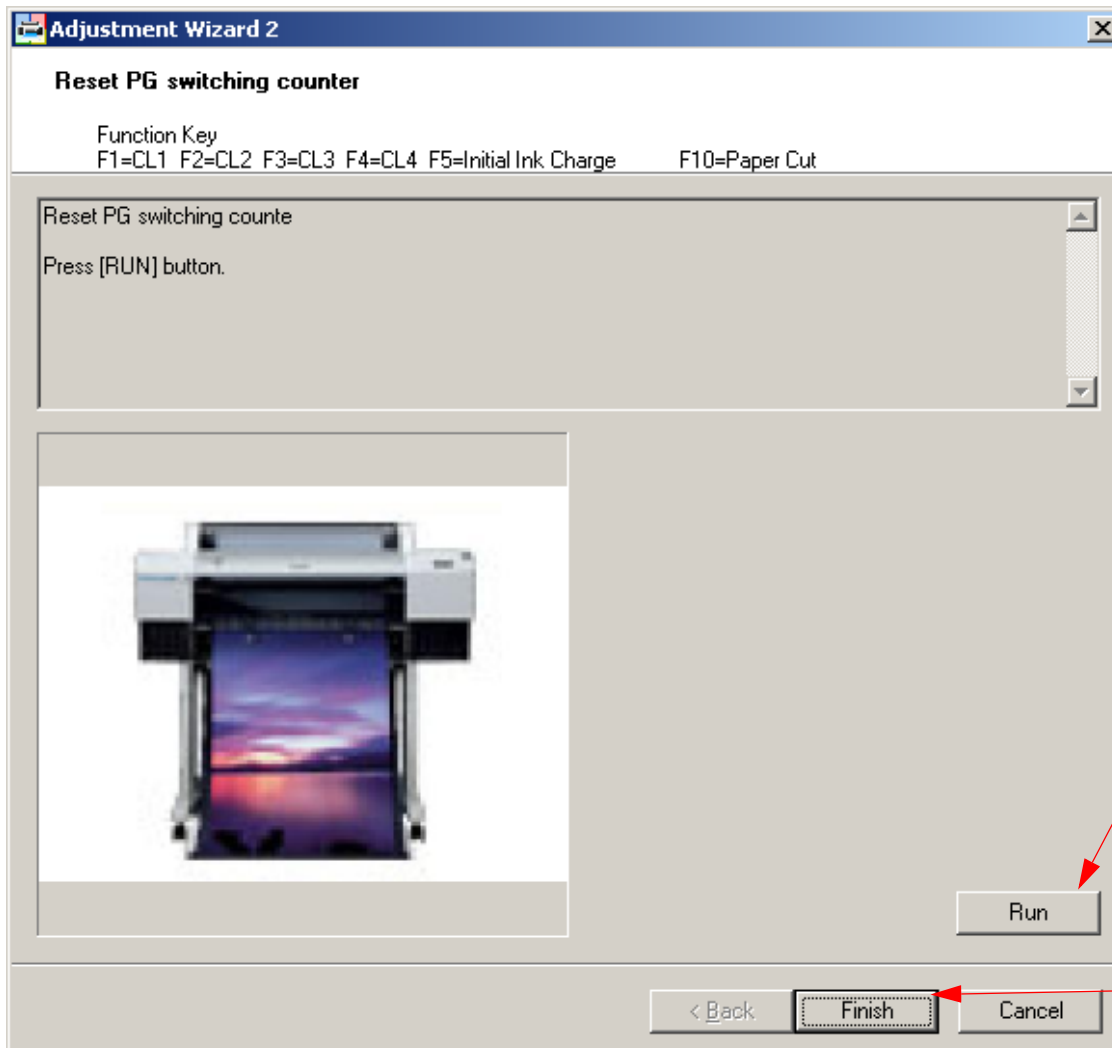 Adjustment Wizard 2
Reset PG switching counter
Function Key
F1=CL1 F2=CL2 F3=CL3 F4=CL4 F5=Initial Ink Charge F10=Paper Cut
Reset PG switching counte
Press [RUN] button.
Run
< Back Finish Cancel